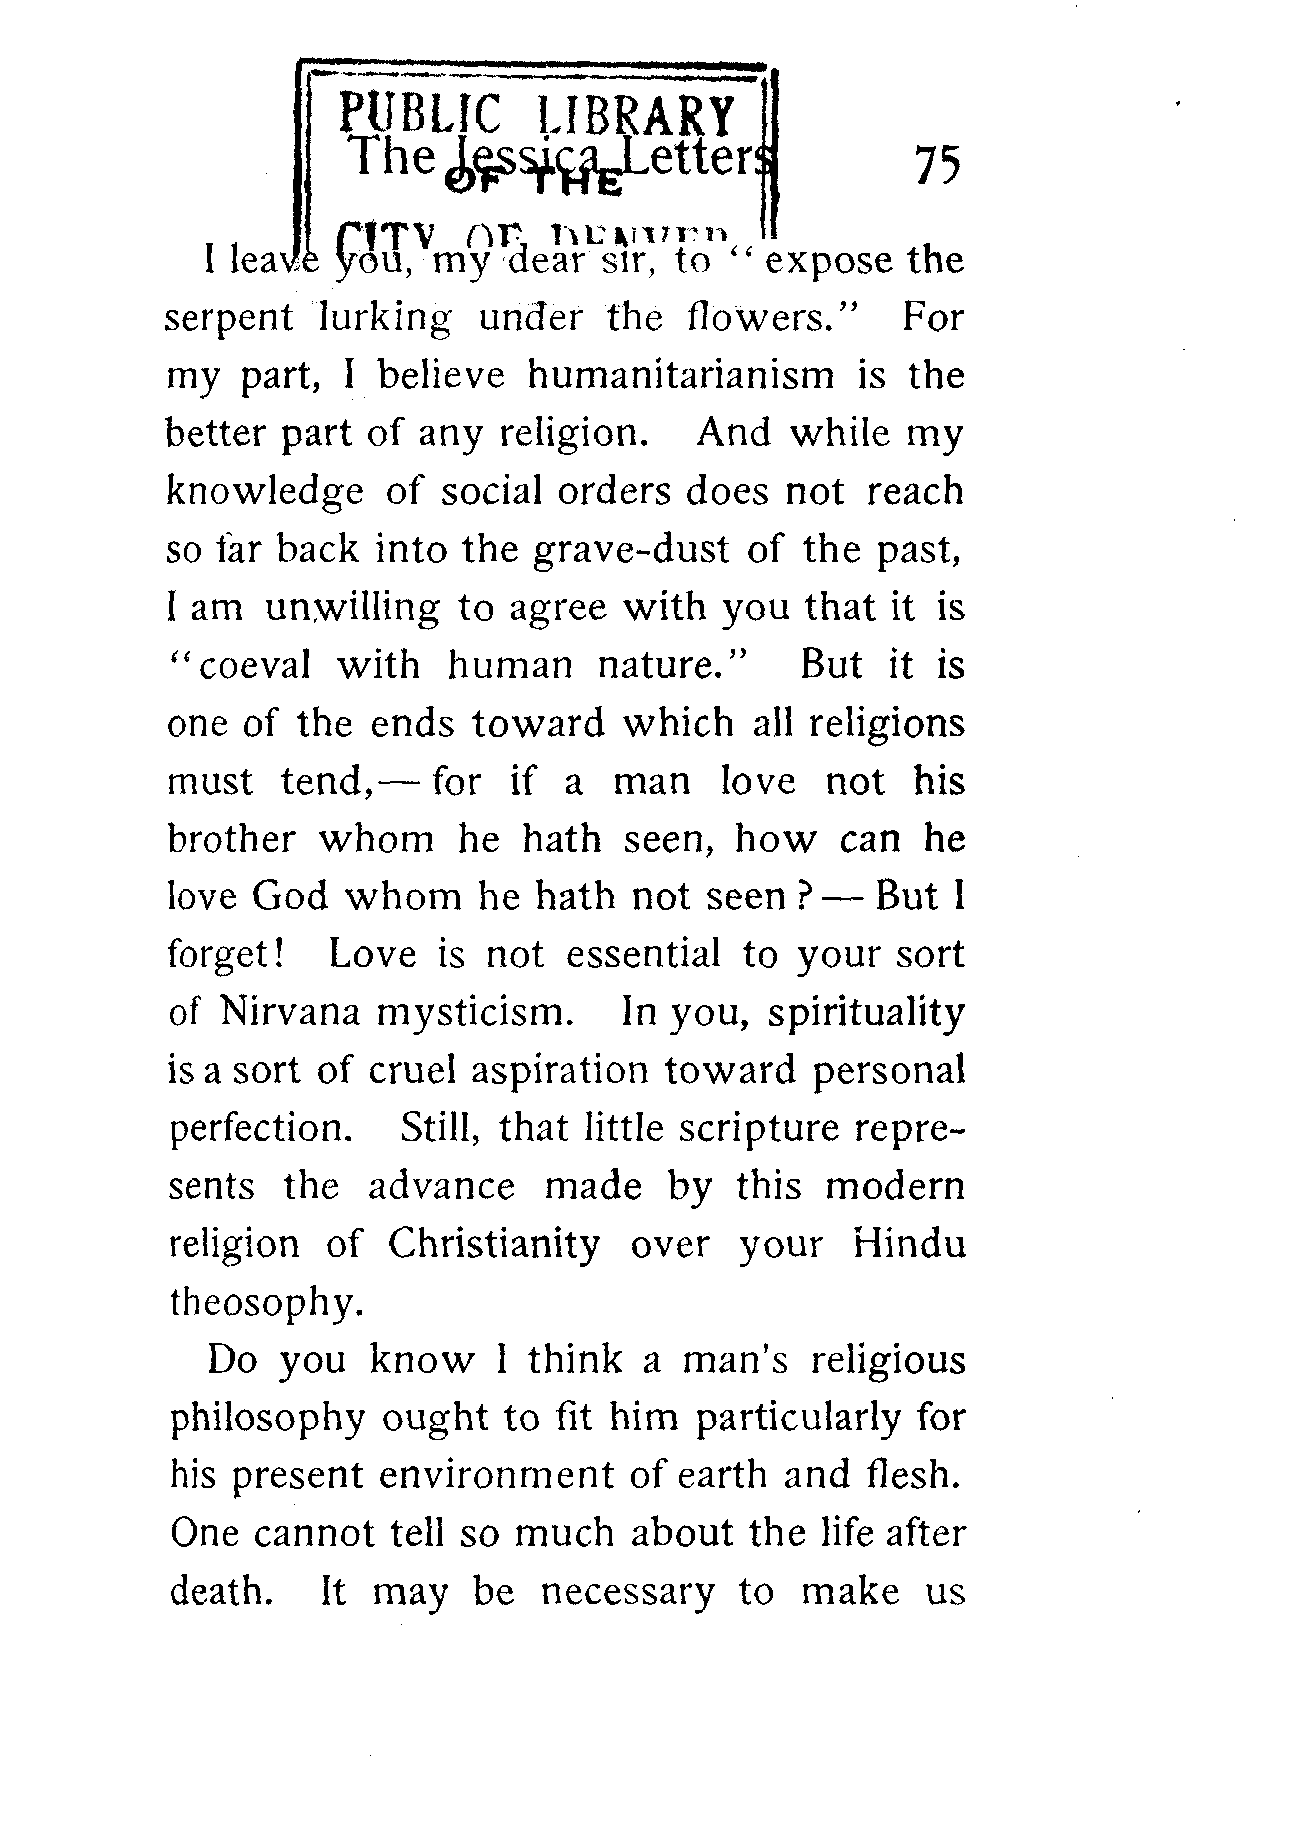 PUBLIC LIBRARY
The Jessica Letters 75
OF THE
CITY OF DENVER
I leave you, my dear sir, to “expose the
serpent lurking under the flowers.” For
my part, I believe humanitarianism is the
better part of any religion. And while my
knowledge of social orders does not reach
so far back into the grave-dust of the past,
I am unwilling to agree with you that it is
“coeval with human nature.” But it is
one of the ends toward which all religions
must tend,—for if a man love not his
brother whom he hath seen, how can he
love God whom he hath not seen?—But I
forget! Love is not essential to your sort
of Nirvana mysticism. In you, spirituality
is a sort of cruel aspiration toward personal
perfection. Still, that little scripture repre-
sents the advance made by this modern
religion of Christianity over your Hindu
theosophy.
Do you know I think a man's religious
philosophy ought to fit him particularly for
his present environment of earth and flesh.
One cannot tell so much about the life after
death. It may be necessary to make us